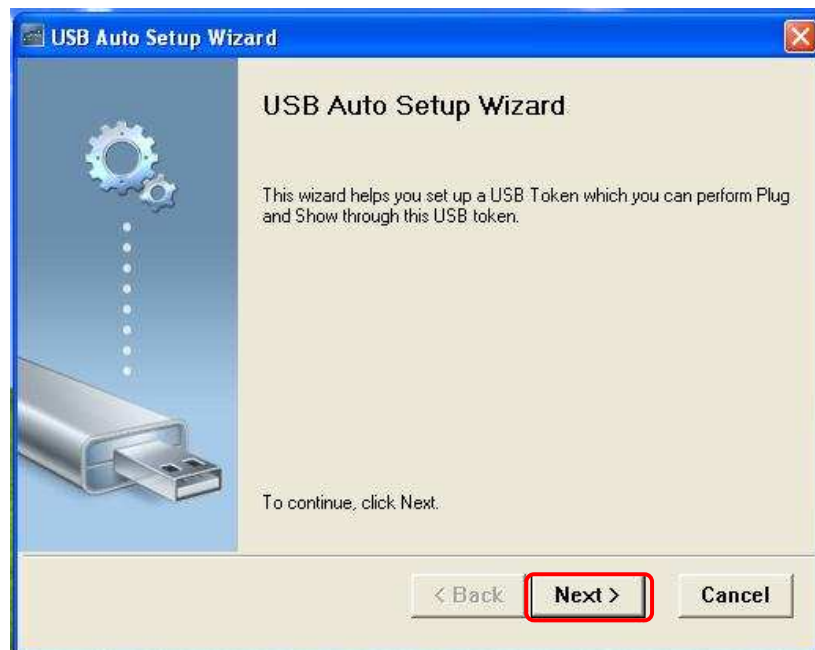 USB Auto Setup Wizard
USB Auto Setup Wizard
This wizard helps you set up a USB Token which you can perform Plug
and Show through this USB token.
To continue, click Next.
< Back
Next >
Cancel